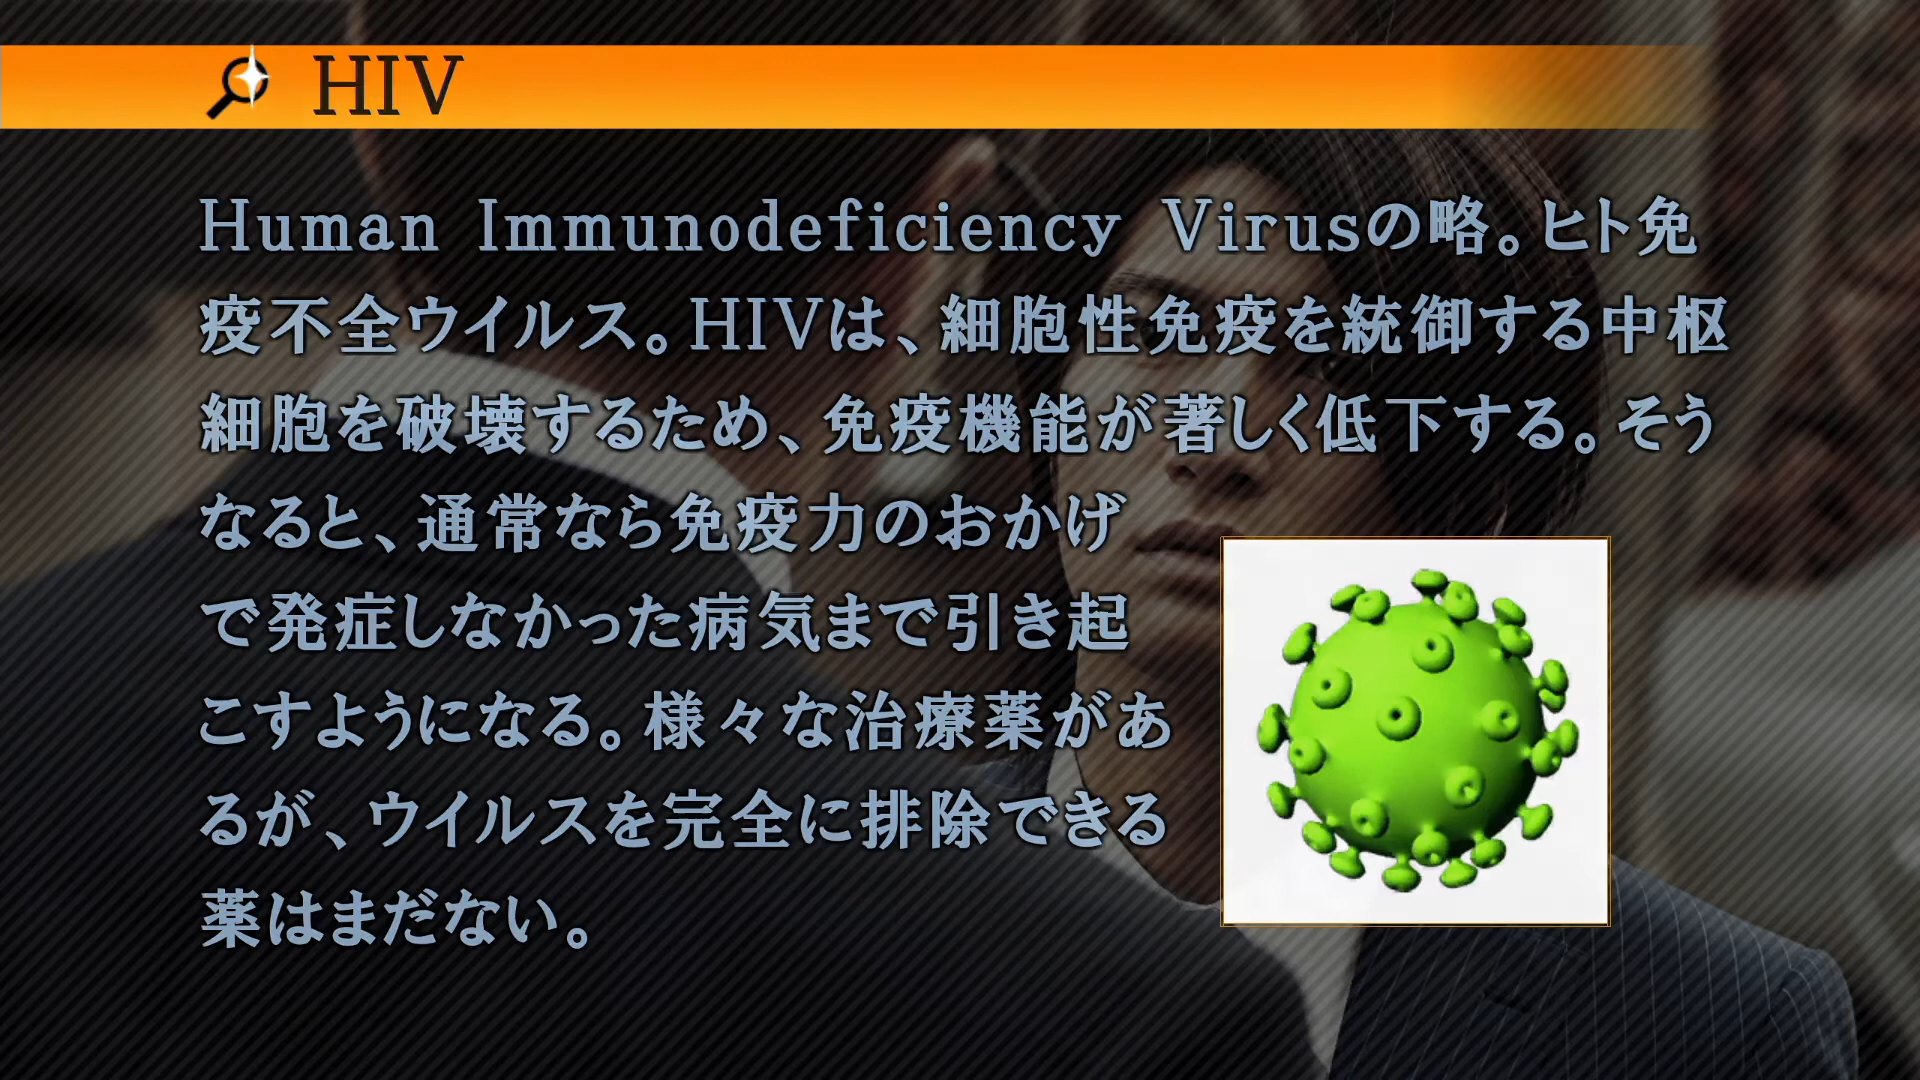 HIV
Human Immunodeficiency Virusの略。ヒト免
疫不全ウイルス。HIVは、細胞性免疫を統御する中枢
細胞を破壊するため、免疫機能が著しく低下する。そう
なると、通常なら免疫力のおかげ
で発症しなかった病気まで引き起
こすようになる。様々な治療薬があ
るが、ウイルスを完全に排除できる
薬はまだない。